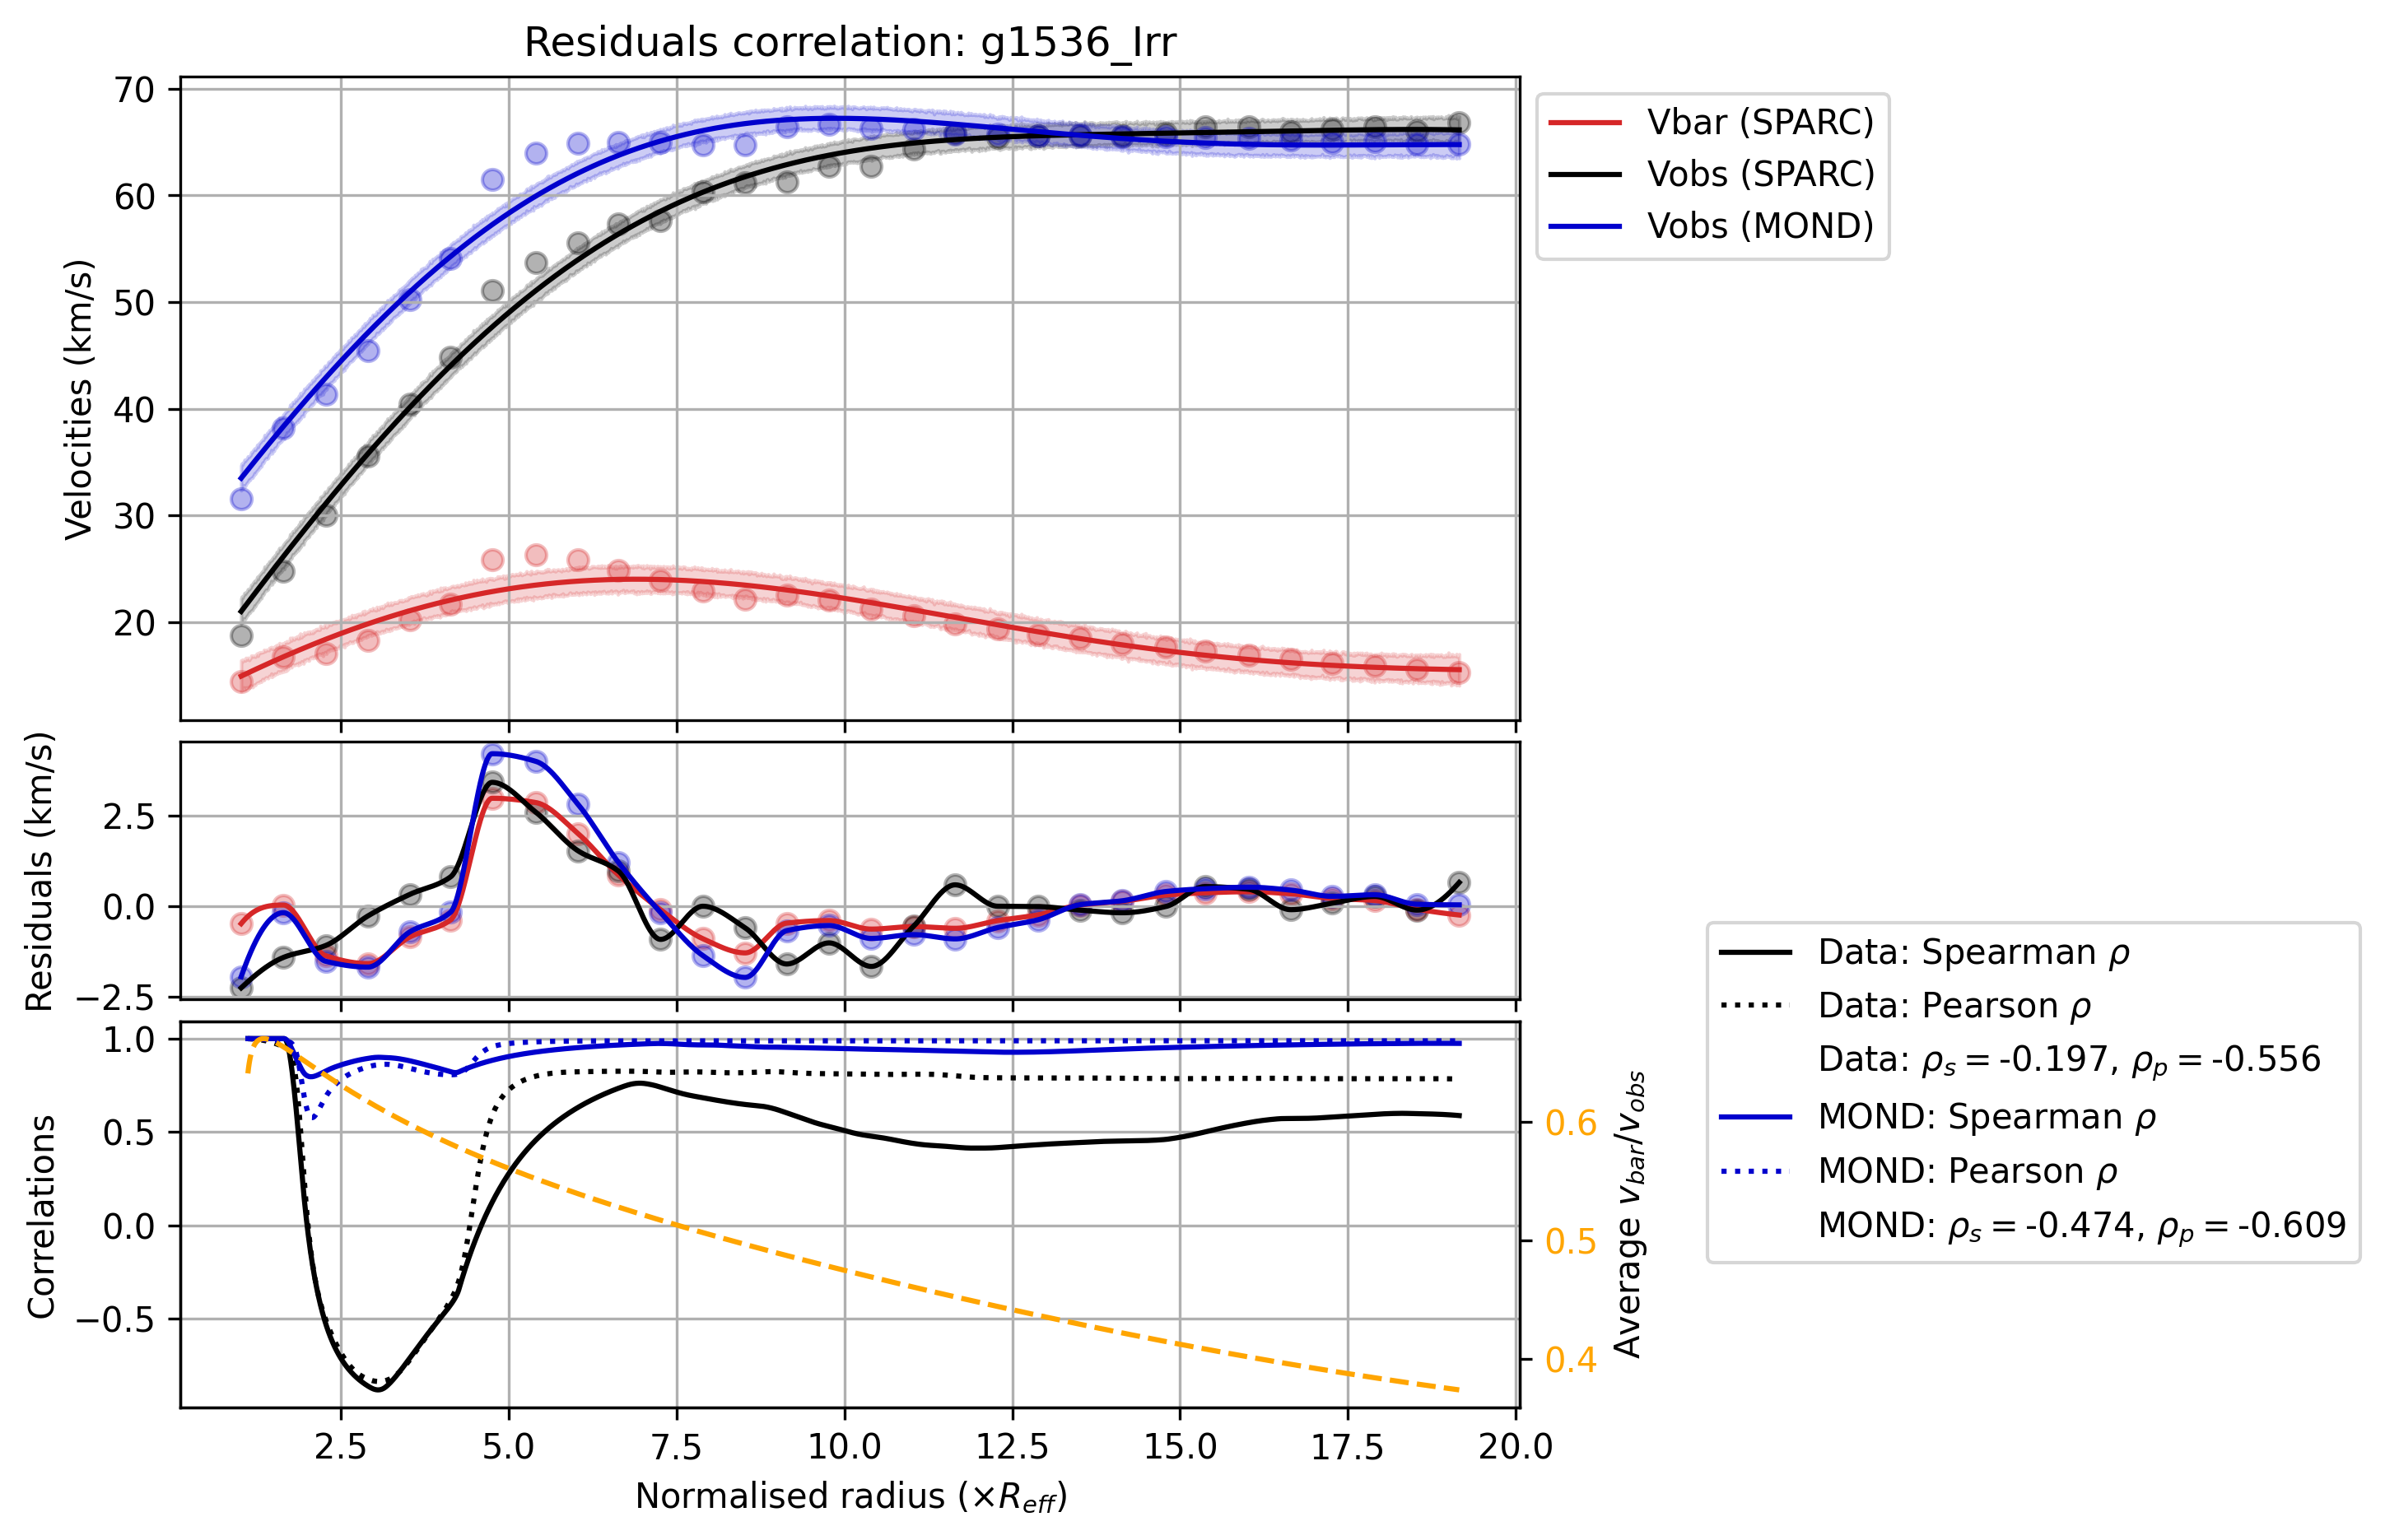 Residuals correlation: g1536_Irr
70
60
50
40
30
20
Velocities (km/s)
Vbar (SPARC)
Vobs (SPARC)
Vobs (MOND)
2.5
0.0
−2.5
Residuals (km/s)
1.0
0.5
0.0
−0.5
Correlations
0.6
0.5
0.4
Average v_bar/v_obs
Data: Spearman ρ
Data: Pearson ρ
Data: ρ_s = -0.197, ρ_p = -0.556
MOND: Spearman ρ
MOND: Pearson ρ
MOND: ρ_s = -0.474, ρ_p = -0.609
2.5 5.0 7.5 10.0 12.5 15.0 17.5 20.0
Normalised radius (×R_eff)